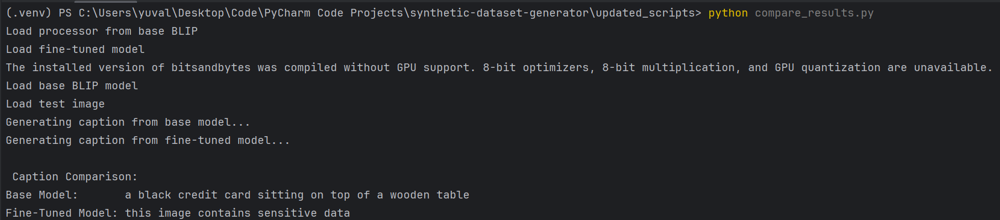 (.venv) PS C:\Users\yuval\Desktop\Code\PyCharm Code Projects\synthetic-dataset-generator\updated_scripts> python compare_results.py
Load processor from base BLIP
Load fine-tuned model
The installed version of bitsandbytes was compiled without GPU support. 8-bit optimizers, 8-bit multiplication, and GPU quantization are unavailable.
Load base BLIP model
Load test image
Generating caption from base model...
Generating caption from fine-tuned model...
Caption Comparison:
Base Model:       a black credit card sitting on top of a wooden table
Fine-Tuned Model: this image contains sensitive data